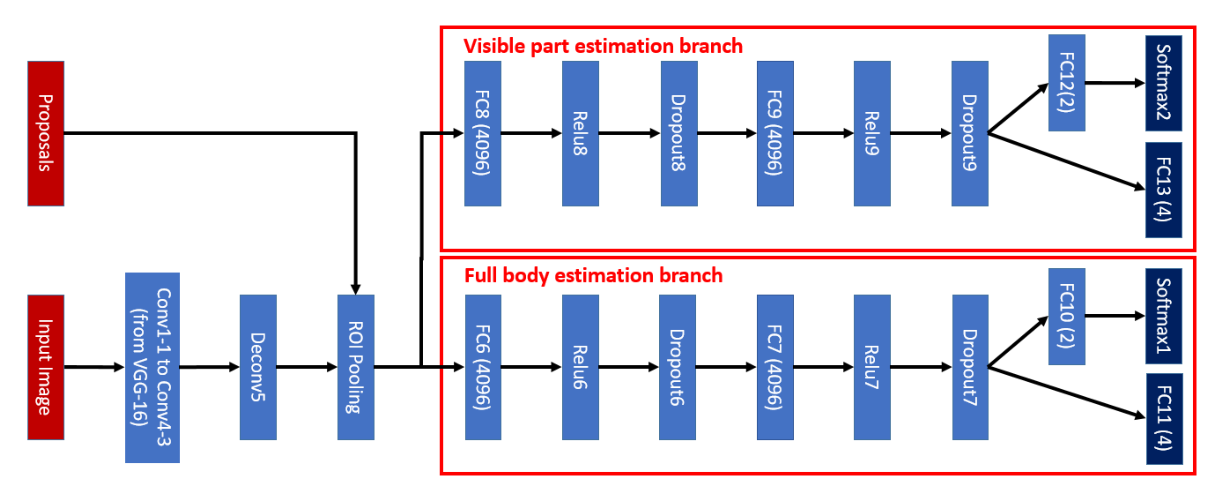 Visible part estimation branch
Proposals
FC8 (4096)
Relu8
Dropout8
FC9 (4096)
Relu9
Dropout9
FC12(2)
Softmax2
FC13 (4)
Full body estimation branch
Input Image
Conv1-1 to Conv4-3
(from VGG-16)
Deconv5
ROI Pooling
FC6 (4096)
Relu6
Dropout6
FC7 (4096)
Relu7
Dropout7
FC10 (2)
Softmax1
FC11 (4)